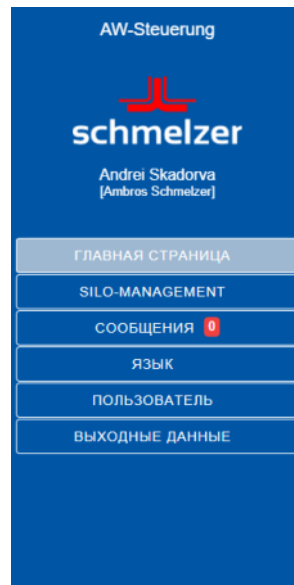 AW-Steuerung
schmelzer
Andrei Skadorva
[Ambros Schmelzer]
ГЛАВНАЯ СТРАНИЦА
SILO-MANAGEMENT
СООБЩЕНИЯ 0
ЯЗЫК
ПОЛЬЗОВАТЕЛЬ
ВЫХОДНЫЕ ДАННЫЕ